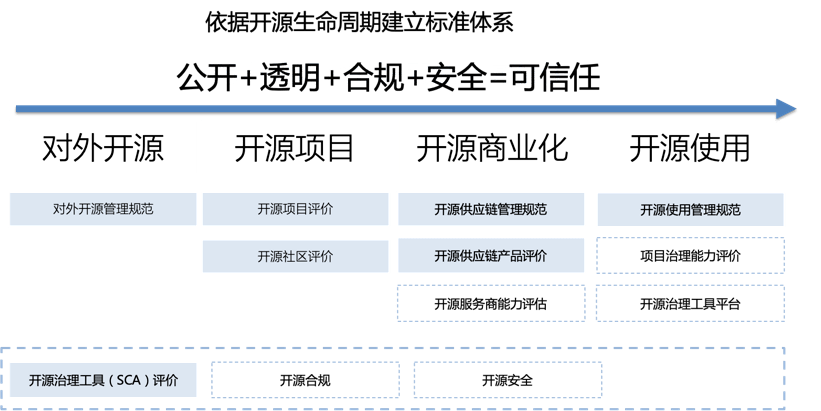 依据开源生命周期建立标准体系
公开+透明+合规+安全=可信任
对外开源 开源项目 开源商业化 开源使用
对外开源管理规范 开源项目评价 开源供应链管理规范 开源使用管理规范
开源社区评价 开源供应链产品评价 项目治理能力评价
开源服务商能力评估 开源治理工具平台
开源治理工具（SCA）评价 开源合规 开源安全